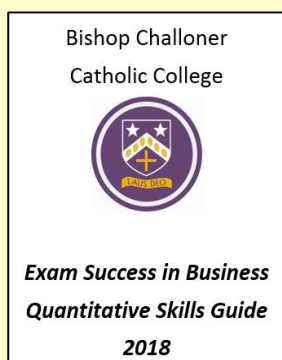 Bishop Challoner
Catholic College
LAUS DEO
Exam Success in Business
Quantitative Skills Guide
2018